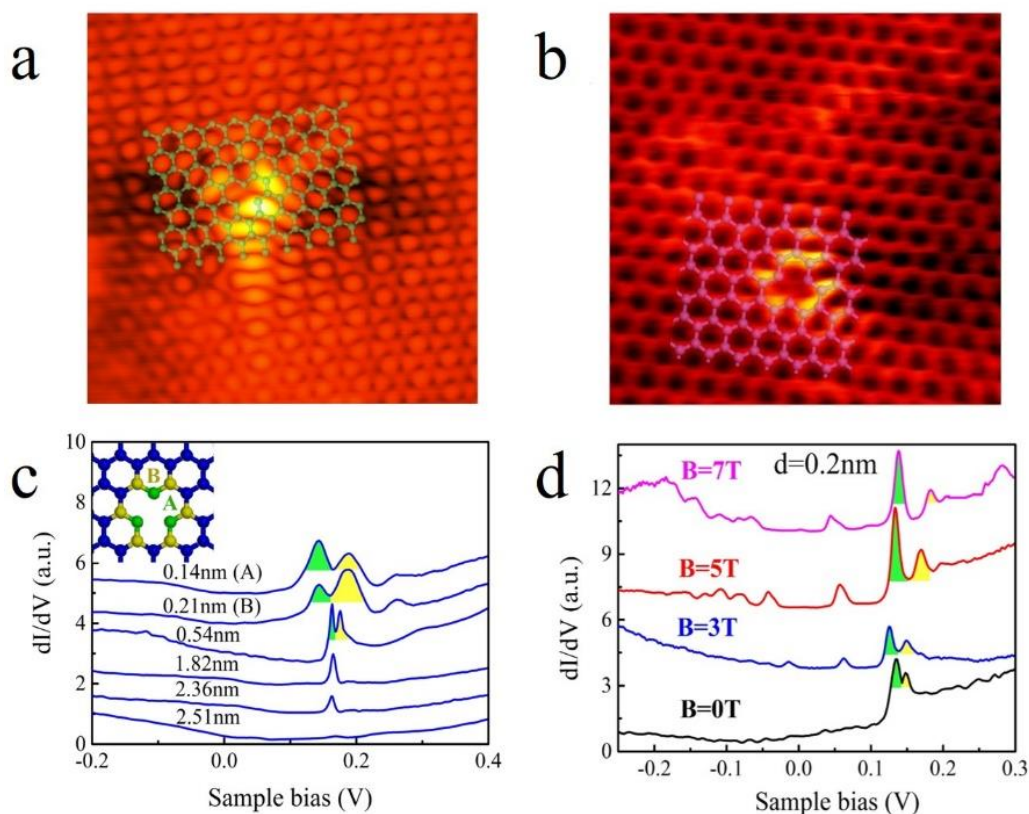 a
b
c
10
8
6
4
2
0
dI/dV (a.u.)
B
A
0.14nm (A)
0.21nm (B)
0.54nm
1.82nm
2.36nm
2.51nm
-0.2 0.0 0.2 0.4
Sample bias (V)
d
12
9
6
3
0
dI/dV (a.u.)
d=0.2nm
B=7T
B=5T
B=3T
B=0T
-0.2 -0.1 0.0 0.1 0.2 0.3
Sample bias (V)